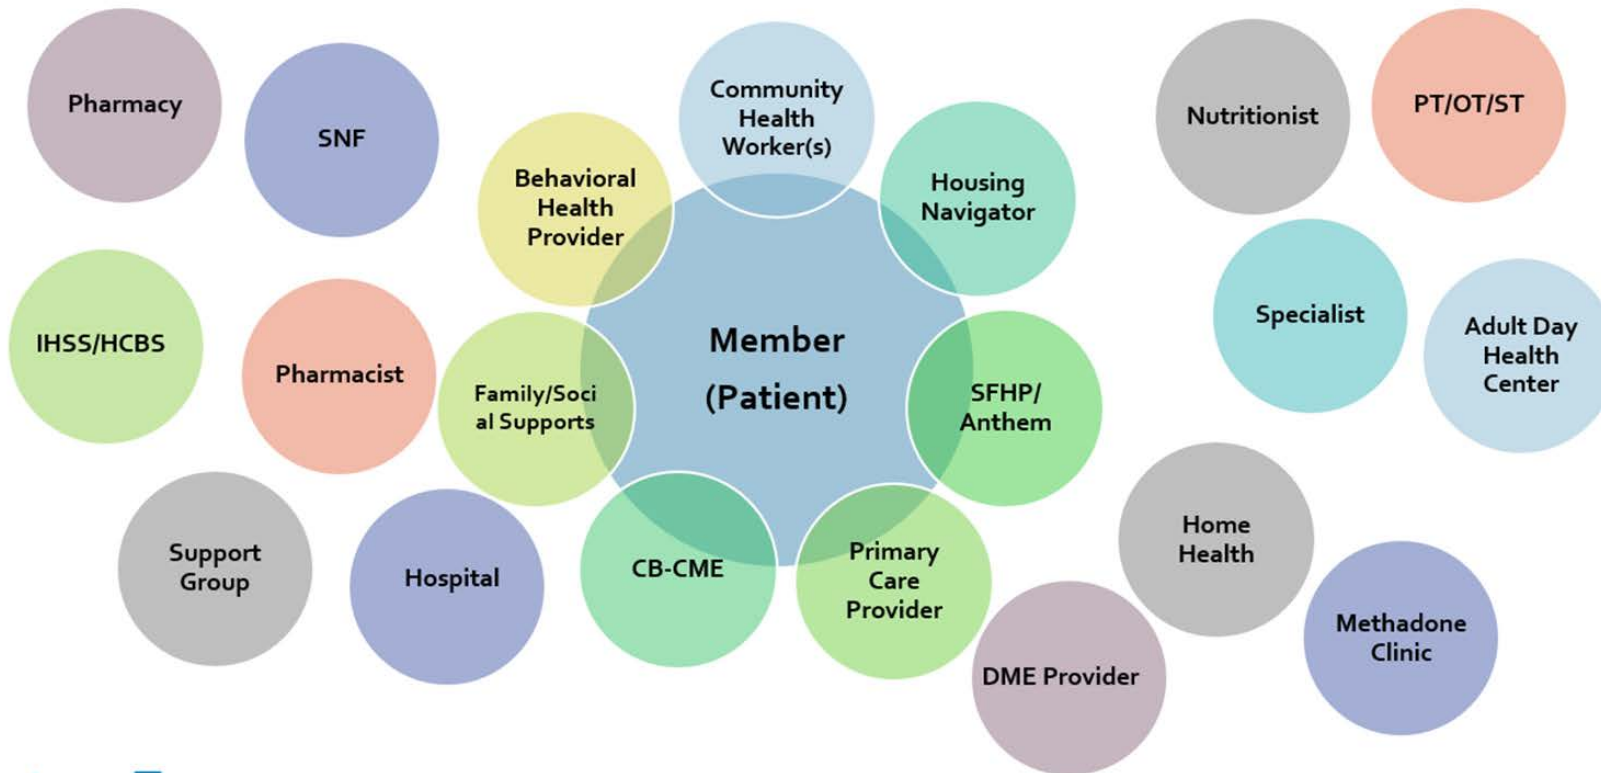 Pharmacy
SNF
Behavioral
Health
Provider
Community
Health
Worker(s)
Housing
Navigator
Nutritionist
PT/OT/ST
IHSS/HCBS
Pharmacist
Family/Soci
al Supports
Member
(Patient)
SFHP/
Anthem
Specialist
Adult Day
Health
Center
Support
Group
Hospital
CB-CME
Primary
Care
Provider
DME Provider
Home
Health
Methadone
Clinic